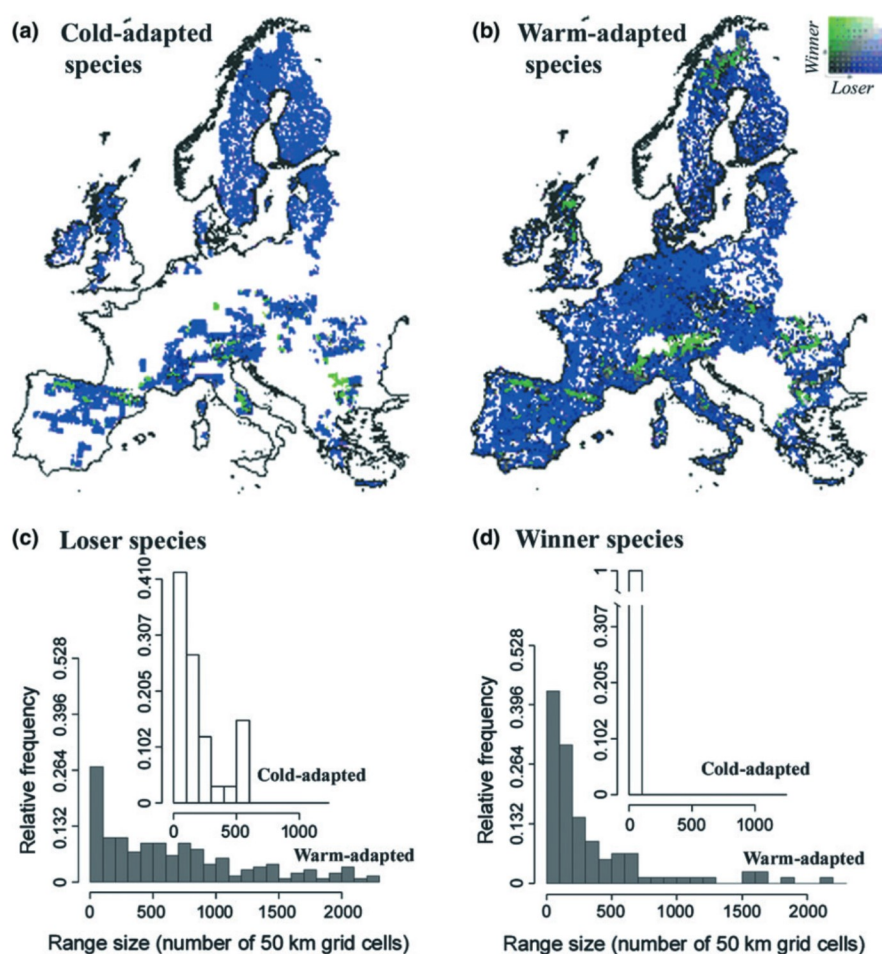 (a) Cold-adapted
species
(b) Warm-adapted
species
Winner
Loser
(c) Loser species
Relative frequency
0 0.132 0.264 0.396 0.528
0 0.102 0.205 0.307 0.410
Cold-adapted
0 500 1000
Warm-adapted
0 500 1000 1500 2000
Range size (number of 50 km grid cells)
(d) Winner species
Relative frequency
0 0.132 0.264 0.396 0.528
0 0.102 0.205 0.307 1
Cold-adapted
0 500 1000
Warm-adapted
0 500 1000 1500 2000
Range size (number of 50 km grid cells)